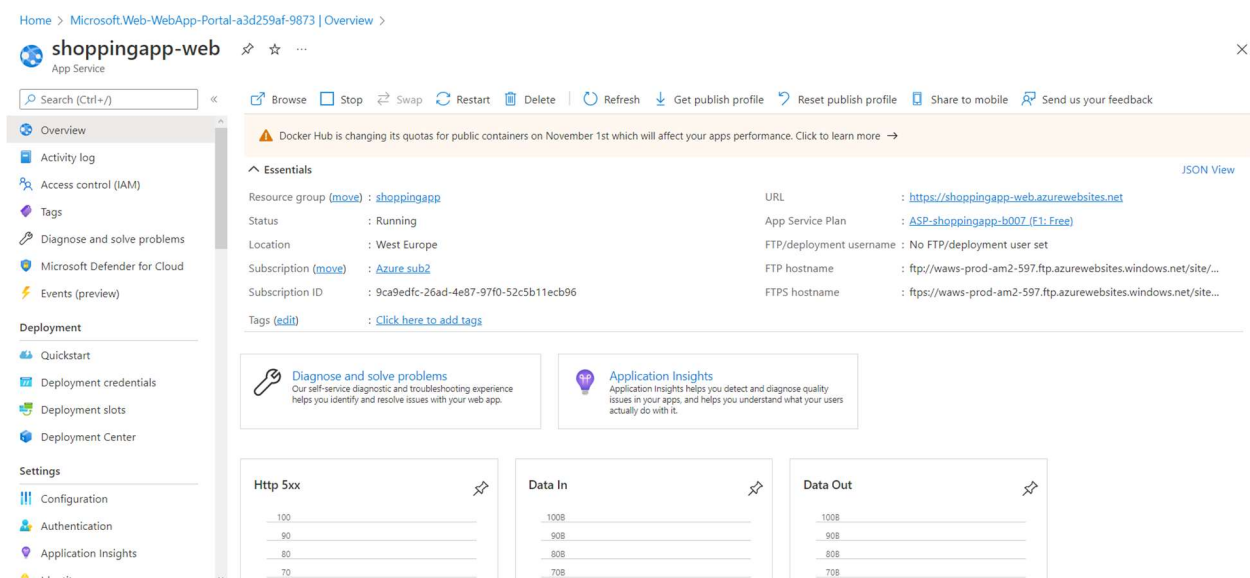 Home > Microsoft.Web-WebApp-Portal-a3d259af-9873 | Overview >
shoppingapp-web
App Service
Search (Ctrl+/)
Browse Stop Swap Restart Delete Refresh Get publish profile Reset publish profile Share to mobile Send us your feedback
Overview
Activity log
Access control (IAM)
Tags
Diagnose and solve problems
Microsoft Defender for Cloud
Events (preview)
Deployment
Quickstart
Deployment credentials
Deployment slots
Deployment Center
Settings
Configuration
Authentication
Application Insights
Docker Hub is changing its quotas for public containers on November 1st which will affect your apps performance. Click to learn more →
Essentials
JSON View
Resource group (move) : shoppingapp
Status : Running
Location : West Europe
Subscription (move) : Azure sub2
Subscription ID : 9ca9edfc-26ad-4e87-97f0-52c5b11ecb96
Tags (edit) : Click here to add tags
URL : https://shoppingapp-web.azurewebsites.net
App Service Plan : ASP-shoppingapp-b007 (F1: Free)
FTP/deployment username : No FTP/deployment user set
FTP hostname : ftp://waws-prod-am2-597.ftp.azurewebsites.windows.net/site/...
FTPS hostname : ftps://waws-prod-am2-597.ftp.azurewebsites.windows.net/site...
Diagnose and solve problems
Our self-service diagnostic and troubleshooting experience
helps you identify and resolve issues with your web app.
Application Insights
Application Insights helps you detect and diagnose quality
issues in your apps, and helps you understand what your users
actually do with it.
Http 5xx
100
90
80
70
Data In
100B
90B
80B
70B
Data Out
100B
90B
80B
70B